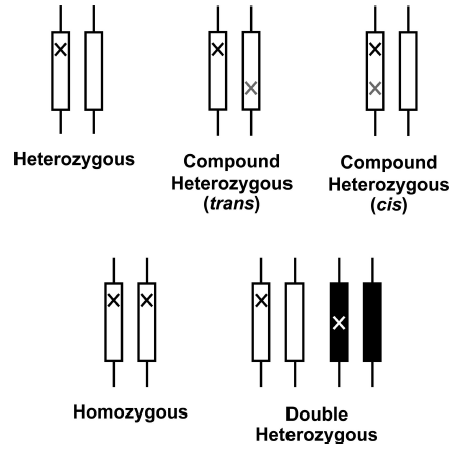 Heterozygous
Compound
Heterozygous
(trans)
Compound
Heterozygous
(cis)
Homozygous
Double
Heterozygous